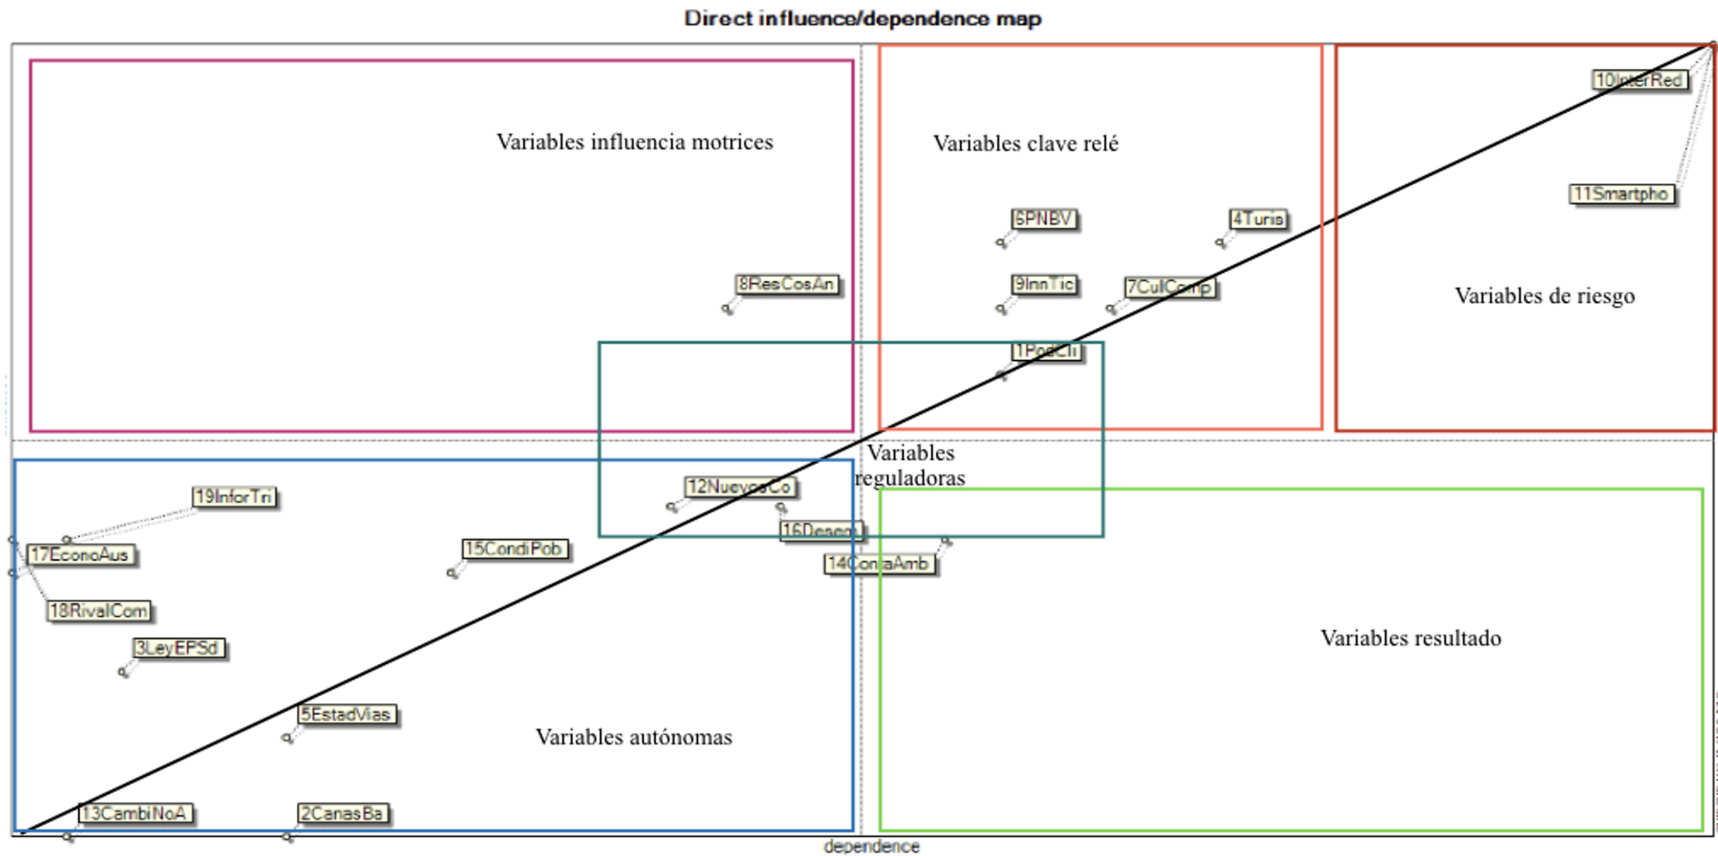 Direct influence/dependence map
10InterRed
Variables influencia motrices
Variables clave relé
11Smartpho
6PNBV
4Turis
8ResCosAn
9InnTic
7CulComp
Variables de riesgo
1PodCli
Variables
reguladoras
12NuevosCo
19InforTri
16Desem
15CondiPob
17EconoAus
14ContaAmb
18RivalCom
Variables resultado
3LeyEPSd
5EstadVias
Variables autónomas
13CambiNoA
2CanasBa
dependence